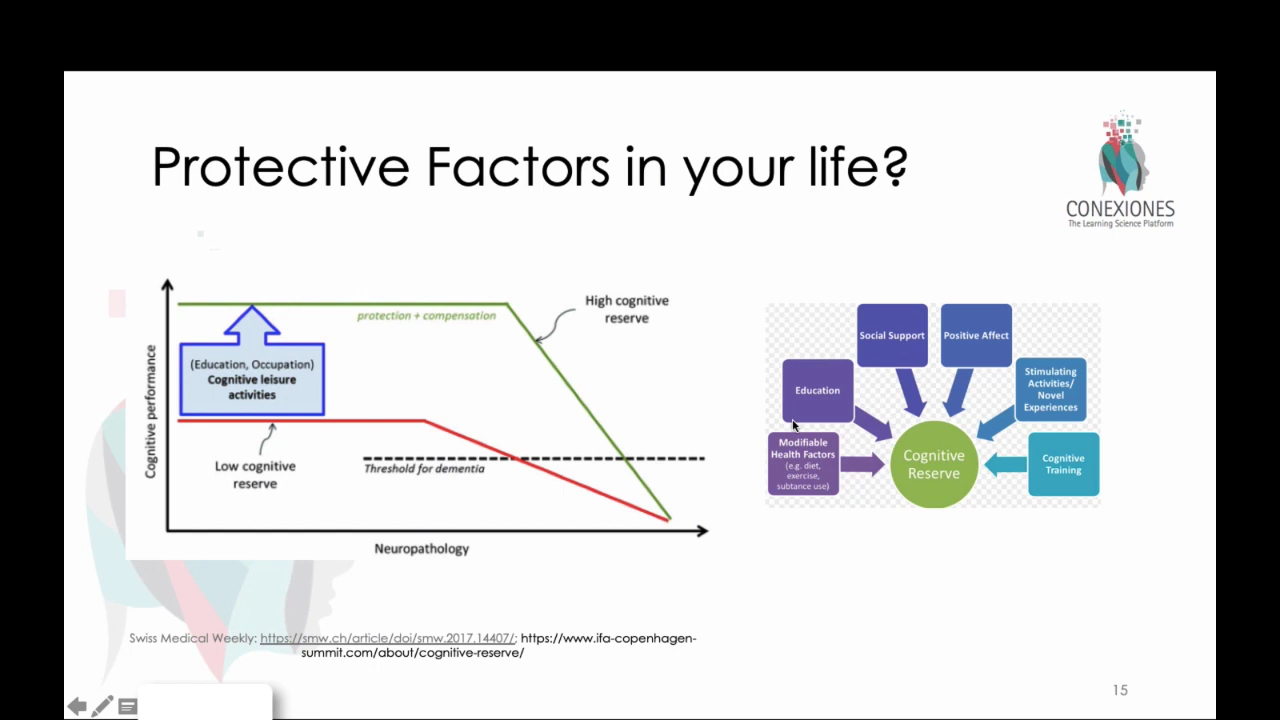 Protective Factors in your life?
CONEXIONES
The Learning Science Platform
Cognitive performance
protection + compensation
High cognitive
reserve
(Education, Occupation)
Cognitive leisure
activities
Low cognitive
reserve
Threshold for dementia
Neuropathology
Social Support
Positive Affect
Education
Stimulating
Activities/
Novel
Experiences
Modifiable
Health Factors
(e.g. diet,
exercise,
subtance use)
Cognitive
Reserve
Cognitive
Training
Swiss Medical Weekly: https://smw.ch/article/doi/smw.2017.14407/; https://www.ifa-copenhagen-
summit.com/about/cognitive-reserve/
15